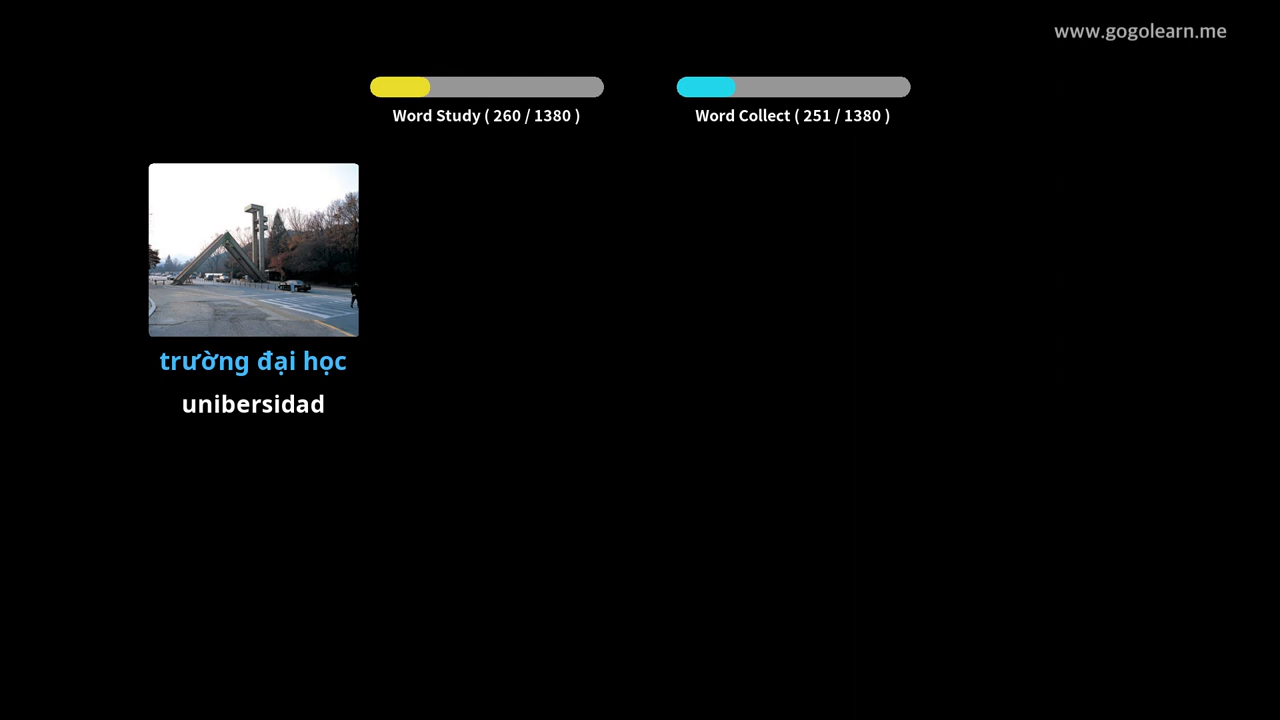 www.gogolearn.me
Word Study ( 260 / 1380 )
Word Collect ( 251 / 1380 )
trường đại học
unibersidad